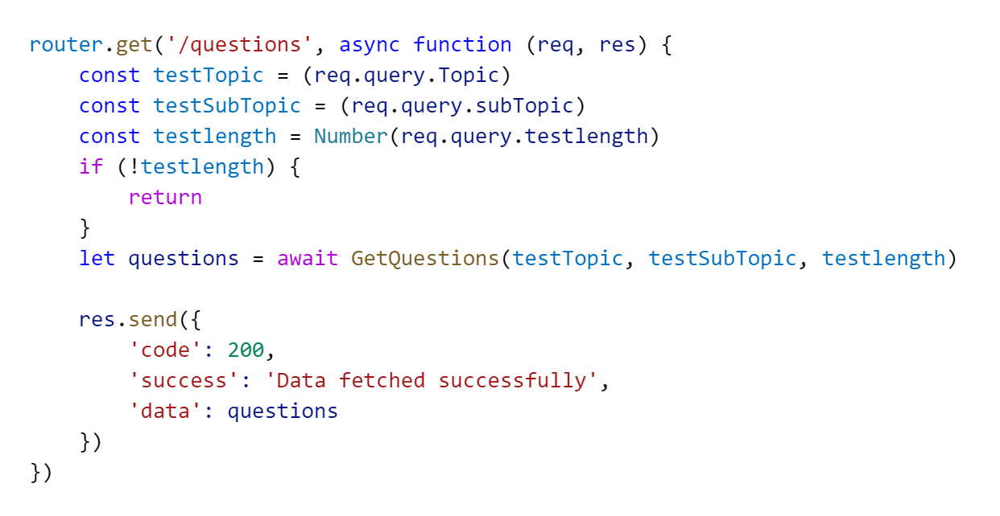 router.get('/questions', async function (req, res) {
    const testTopic = (req.query.Topic)
    const testSubTopic = (req.query.subTopic)
    const testlength = Number(req.query.testlength)
    if (!testlength) {
        return
    }
    let questions = await GetQuestions(testTopic, testSubTopic, testlength)

    res.send({
        'code': 200,
        'success': 'Data fetched successfully',
        'data': questions
    })
})